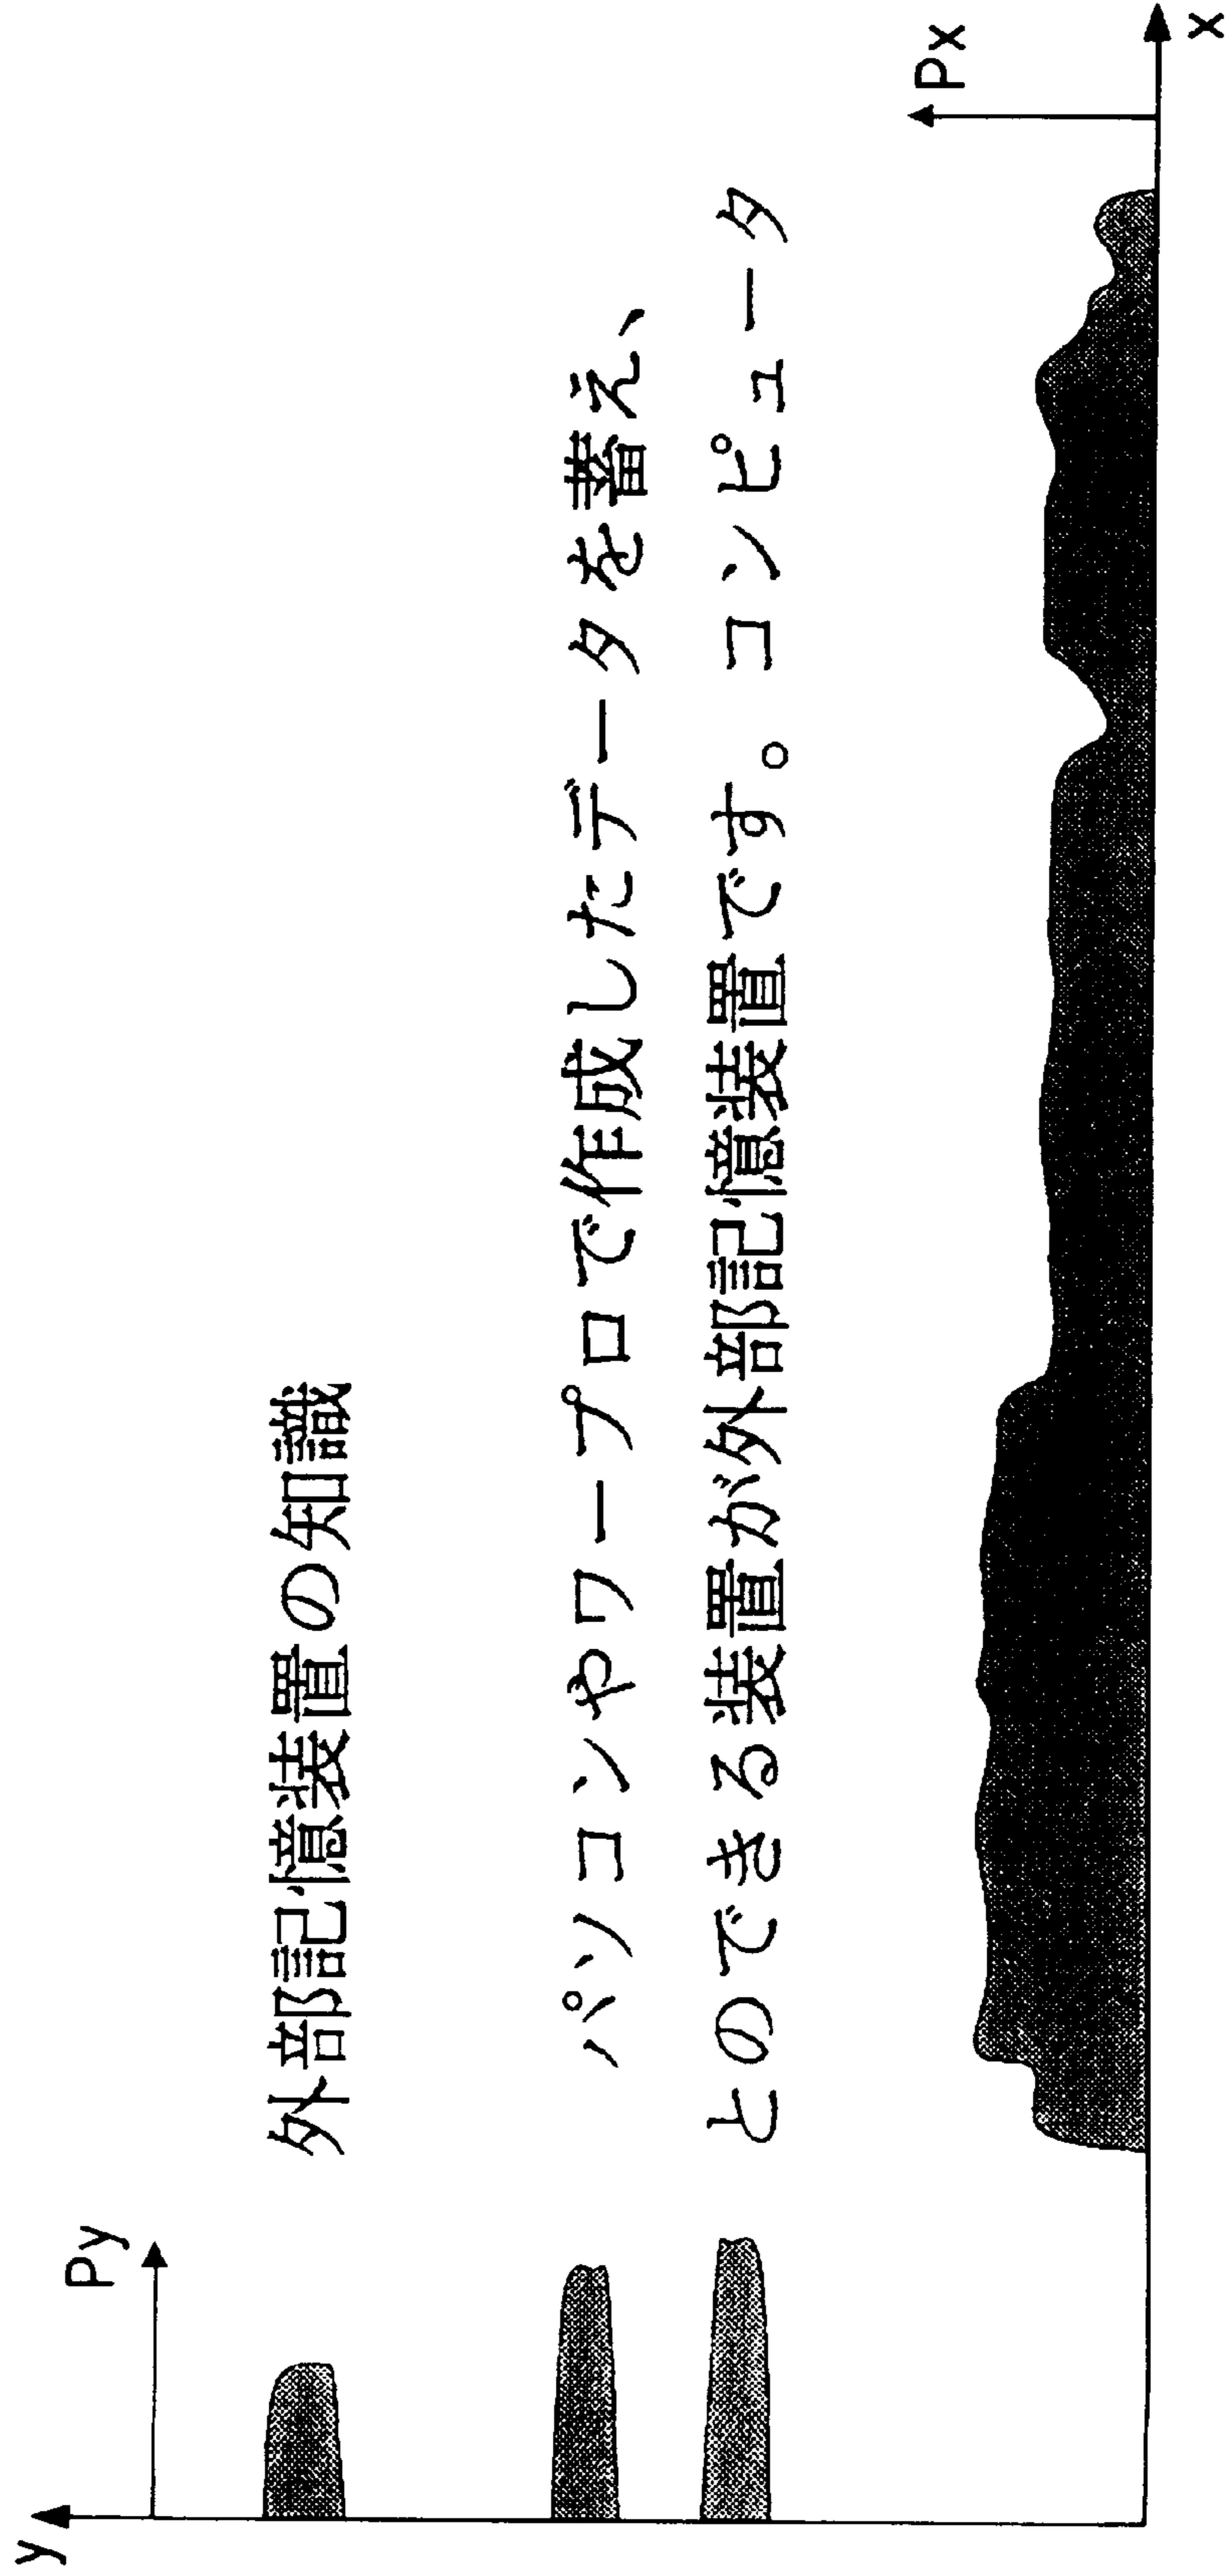 y
Py
外部記憶装置の知識
パソコンやワープロで作成したデータを蓄え、
とのできる装置が外部記憶装置です。コンピュータ
Px
x